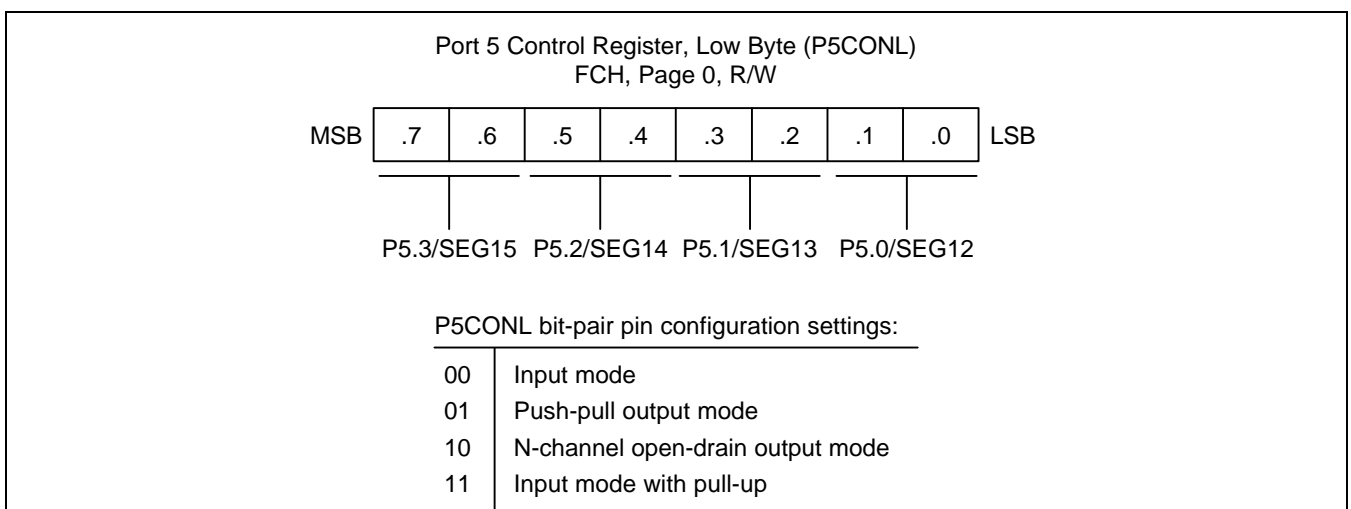 Port 5 Control Register, Low Byte (P5CONL)
FCH, Page 0, R/W
MSB .7 .6 .5 .4 .3 .2 .1 .0 LSB
P5.3/SEG15 P5.2/SEG14 P5.1/SEG13 P5.0/SEG12
P5CONL bit-pair pin configuration settings:
00 Input mode
01 Push-pull output mode
10 N-channel open-drain output mode
11 Input mode with pull-up